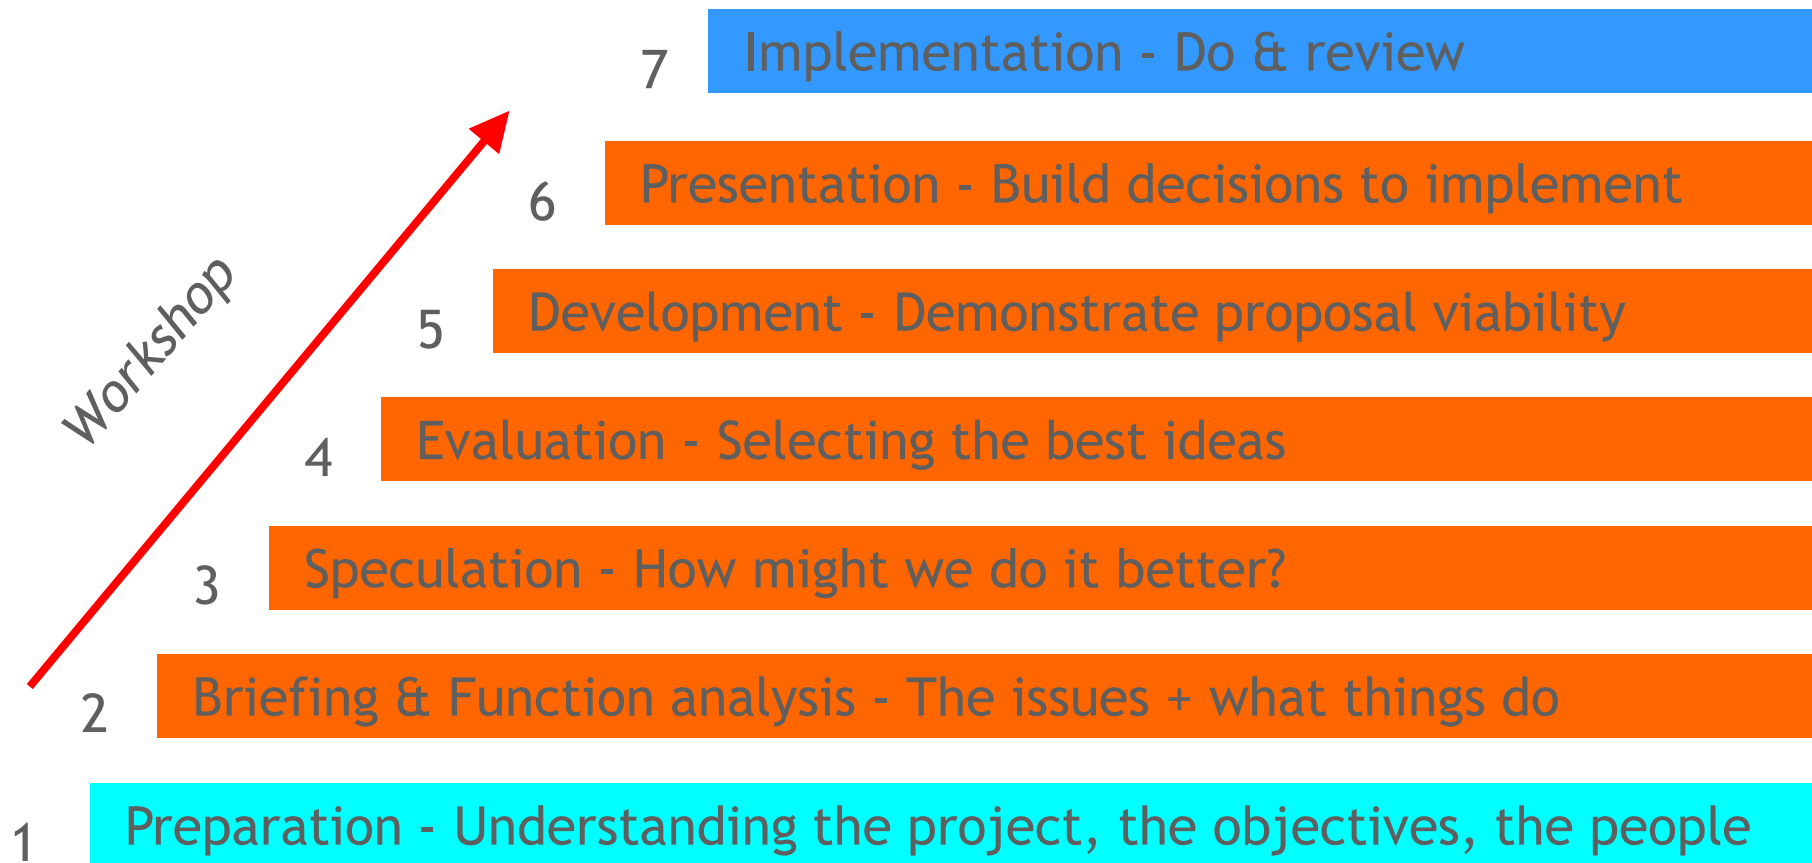 7 Implementation - Do & review
6 Presentation - Build decisions to implement
5 Development - Demonstrate proposal viability
Workshop
4 Evaluation - Selecting the best ideas
3 Speculation - How might we do it better?
2 Briefing & Function analysis - The issues + what things do
1 Preparation - Understanding the project, the objectives, the people